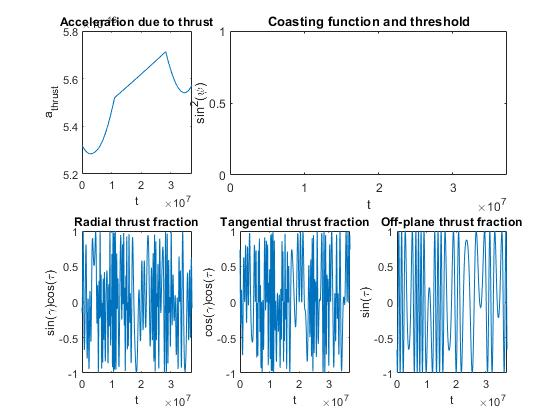 Acceleration due to thrust
5.8
5.6
5.4
5.2
a_thrust
0 1 2 3
t
×10^7
Coasting function and threshold
1
0.5
0
sin^2(ψ)
0 1 2 3
t
×10^7
Radial thrust fraction
1
0.5
0
-0.5
-1
sin(γ)cos(τ)
0 1 2 3
t
×10^7
Tangential thrust fraction
1
0.5
0
-0.5
-1
cos(γ)cos(τ)
0 1 2 3
t
×10^7
Off-plane thrust fraction
1
0.5
0
-0.5
-1
sin(τ)
0 1 2 3
t
×10^7